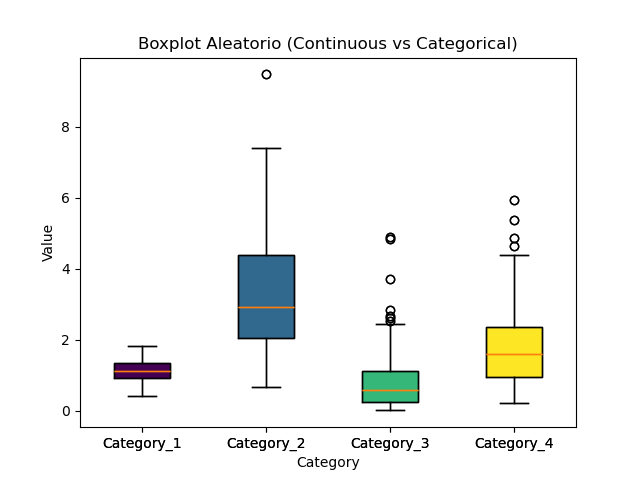 Boxplot Aleatorio (Continuous vs Categorical)
8
6
4
2
0
Value
Category_1 Category_2 Category_3 Category_4
Category